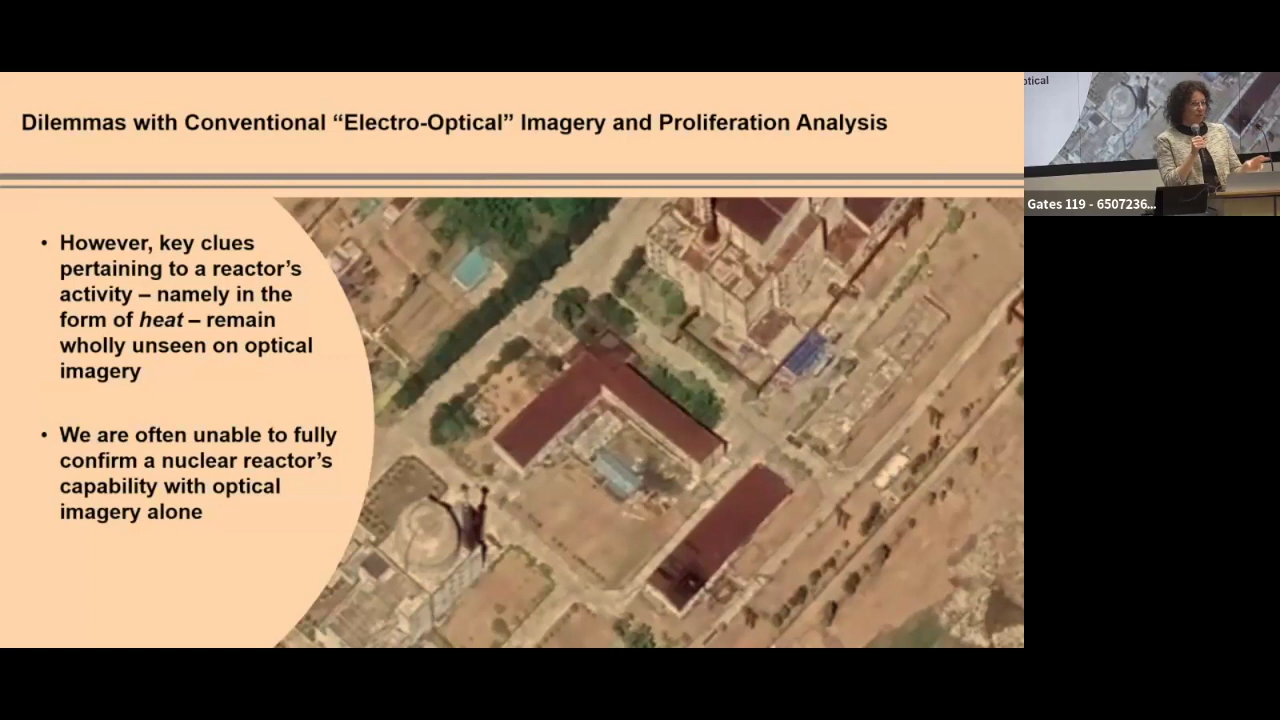 Dilemmas with Conventional “Electro-Optical” Imagery and Proliferation Analysis
• However, key clues
pertaining to a reactor’s
activity – namely in the
form of heat – remain
wholly unseen on optical
imagery
• We are often unable to fully
confirm a nuclear reactor’s
capability with optical
imagery alone
Gates 119 - 6507236...